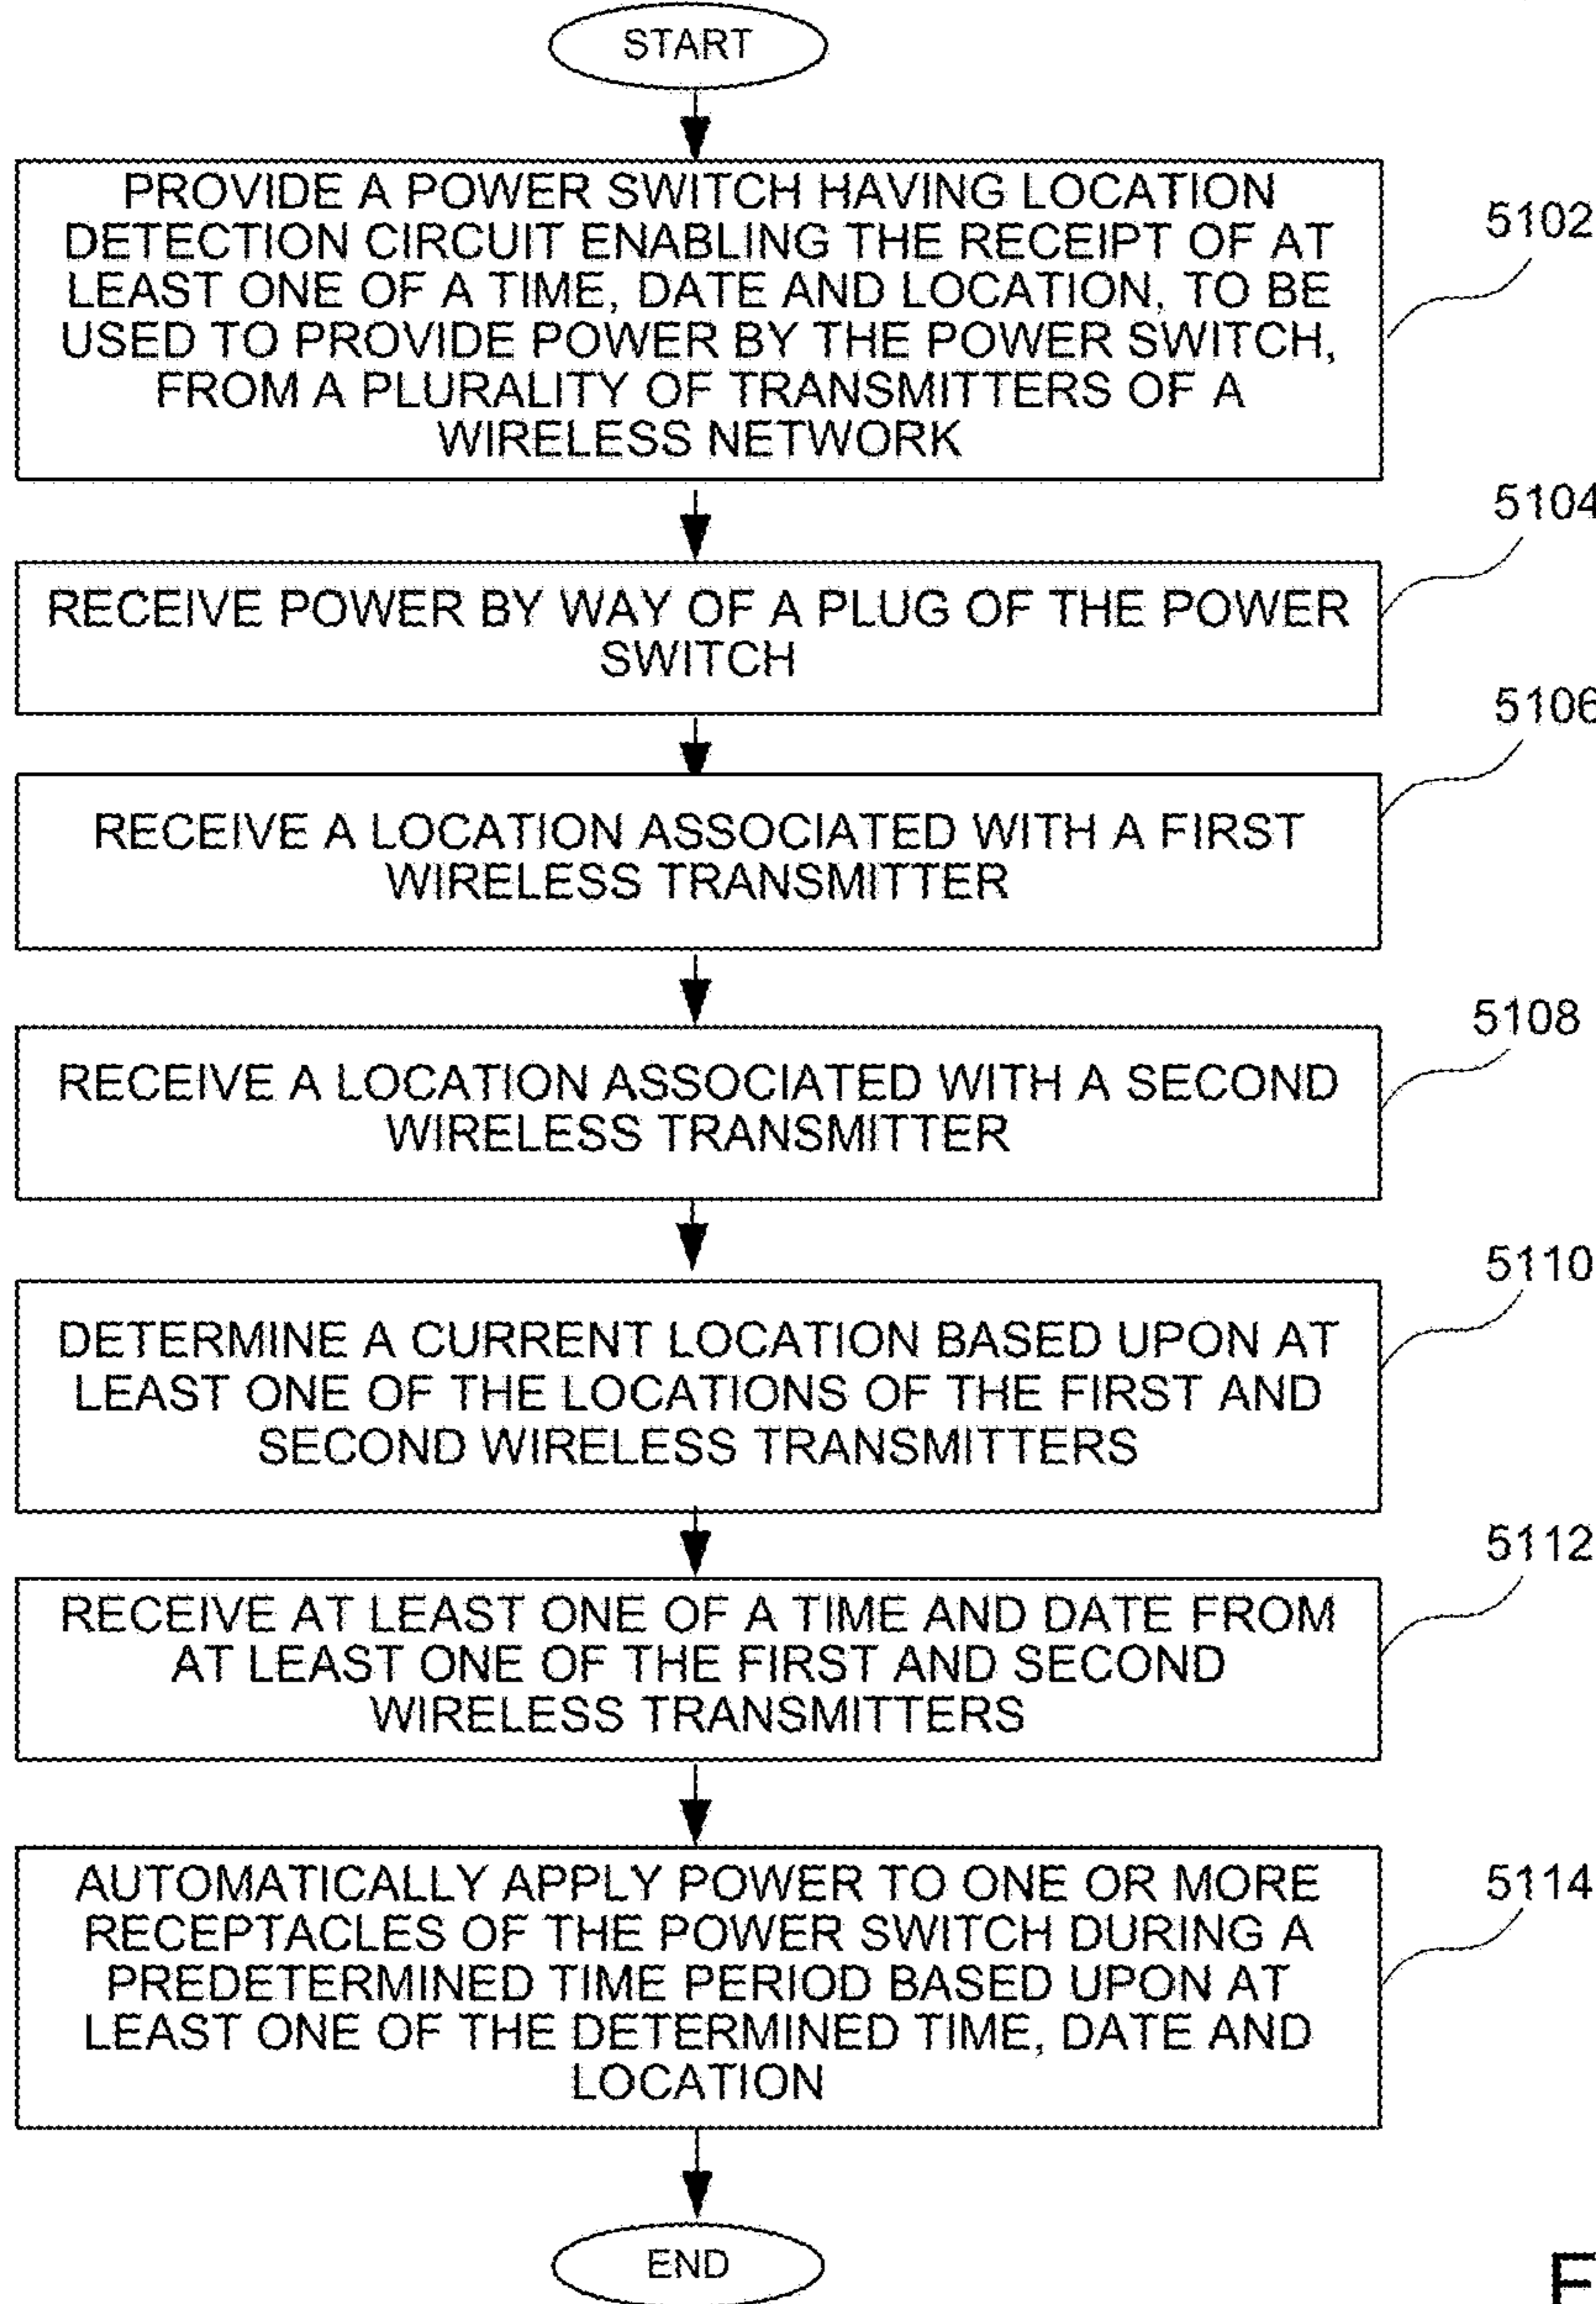 START
PROVIDE A POWER SWITCH HAVING LOCATION
DETECTION CIRCUIT ENABLING THE RECEIPT OF AT
LEAST ONE OF A TIME, DATE AND LOCATION, TO BE
USED TO PROVIDE POWER BY THE POWER SWITCH,
FROM A PLURALITY OF TRANSMITTERS OF A
WIRELESS NETWORK
5102
RECEIVE POWER BY WAY OF A PLUG OF THE POWER
SWITCH
5104
RECEIVE A LOCATION ASSOCIATED WITH A FIRST
WIRELESS TRANSMITTER
5106
RECEIVE A LOCATION ASSOCIATED WITH A SECOND
WIRELESS TRANSMITTER
5108
DETERMINE A CURRENT LOCATION BASED UPON AT
LEAST ONE OF THE LOCATIONS OF THE FIRST AND
SECOND WIRELESS TRANSMITTERS
5110
RECEIVE AT LEAST ONE OF A TIME AND DATE FROM
AT LEAST ONE OF THE FIRST AND SECOND
WIRELESS TRANSMITTERS
5112
AUTOMATICALLY APPLY POWER TO ONE OR MORE
RECEPTACLES OF THE POWER SWITCH DURING A
PREDETERMINED TIME PERIOD BASED UPON AT
LEAST ONE OF THE DETERMINED TIME, DATE AND
LOCATION
5114
END